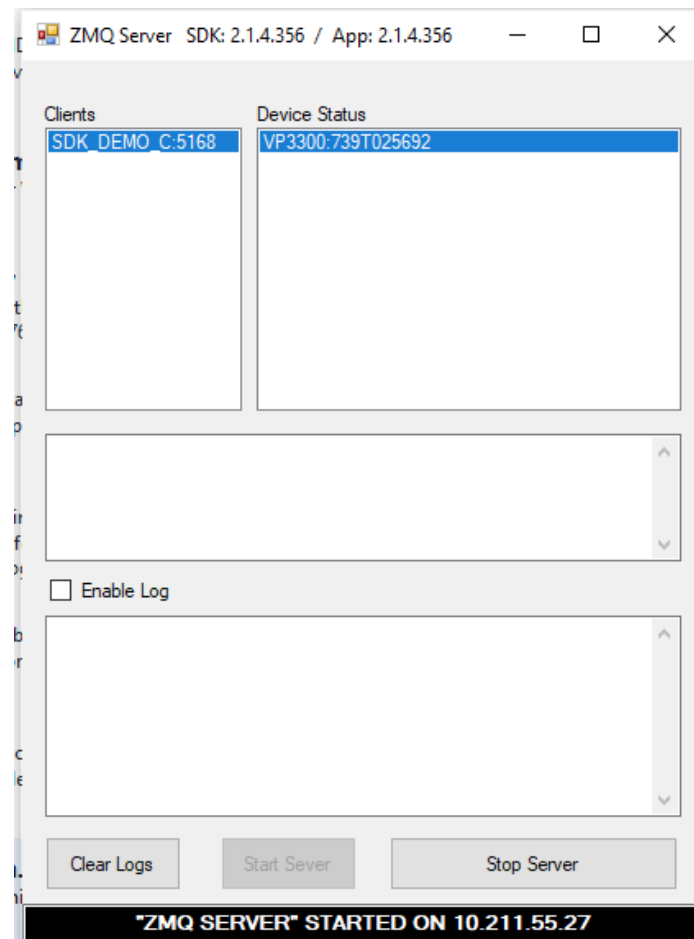 ZMQ Server SDK: 2.1.4.356 / App: 2.1.4.356
Clients
Device Status
SDK_DEMO_C:5168
VP3300:739T025692
Enable Log
Clear Logs
Start Sever
Stop Server
"ZMQ SERVER" STARTED ON 10.211.55.27